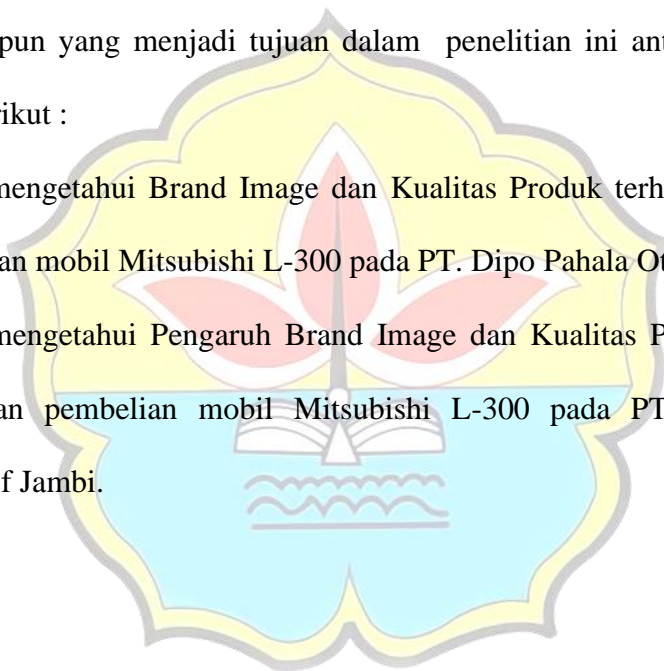 pun yang menjadi tujuan dalam penelitian ini ant
rikut :
mengetahui Brand Image dan Kualitas Produk terh
an mobil Mitsubishi L-300 pada PT. Dipo Pahala Ot
mengetahui Pengaruh Brand Image dan Kualitas P
an pembelian mobil Mitsubishi L-300 pada PT
f Jambi.